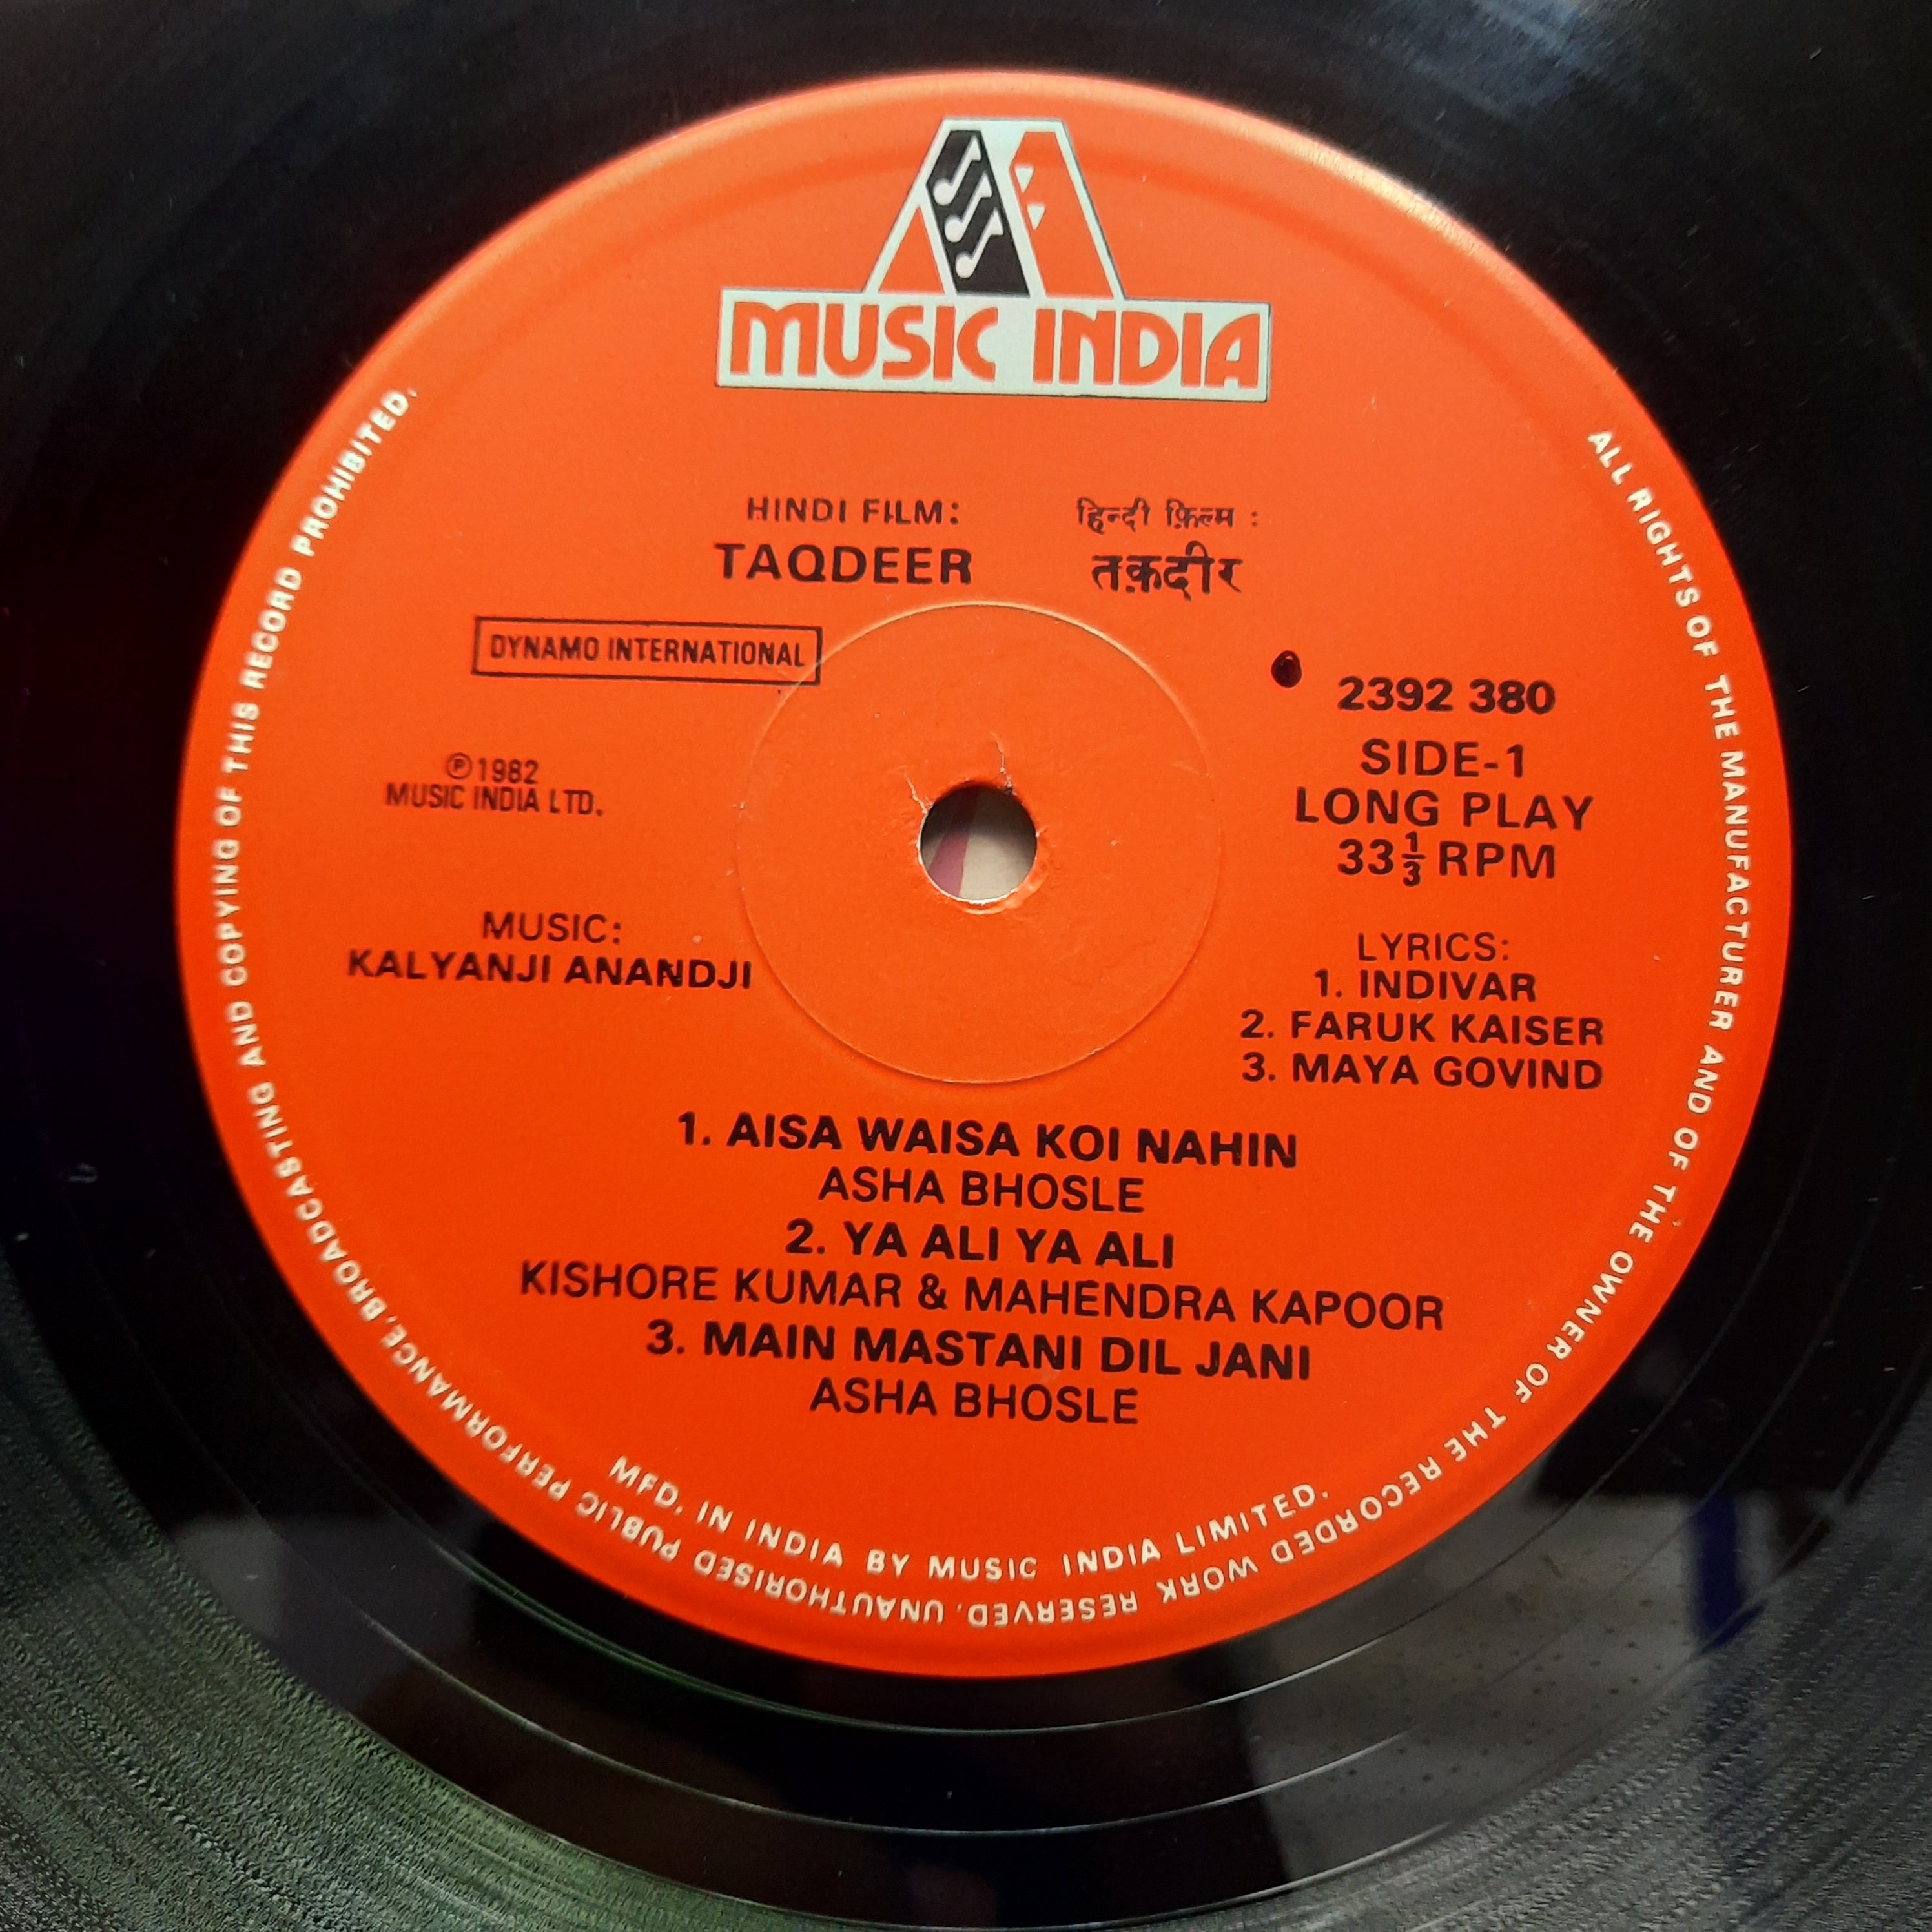 MUSIC INDIA
HINDI FILM:
TAQDEER
हिन्दी फ़िल्म :
तक़दीर
DYNAMO INTERNATIONAL
℗1982
MUSIC INDIA LTD.
2392 380
SIDE-1
LONG PLAY
33⅓ RPM
MUSIC:
KALYANJI ANANDJI
LYRICS:
1. INDIVAR
2. FARUK KAISER
3. MAYA GOVIND
1. AISA WAISA KOI NAHIN
ASHA BHOSLE
2. YA ALI YA ALI
KISHORE KUMAR & MAHENDRA KAPOOR
3. MAIN MASTANI DIL JANI
ASHA BHOSLE
MFD. IN INDIA BY MUSIC INDIA LIMITED.
ALL RIGHTS OF THE MANUFACTURER AND OF THE OWNER OF THE RECORDED WORK RESERVED. UNAUTHORISED PUBLIC PERFORMANCE, BROADCASTING AND COPYING OF THIS RECORD PROHIBITED.